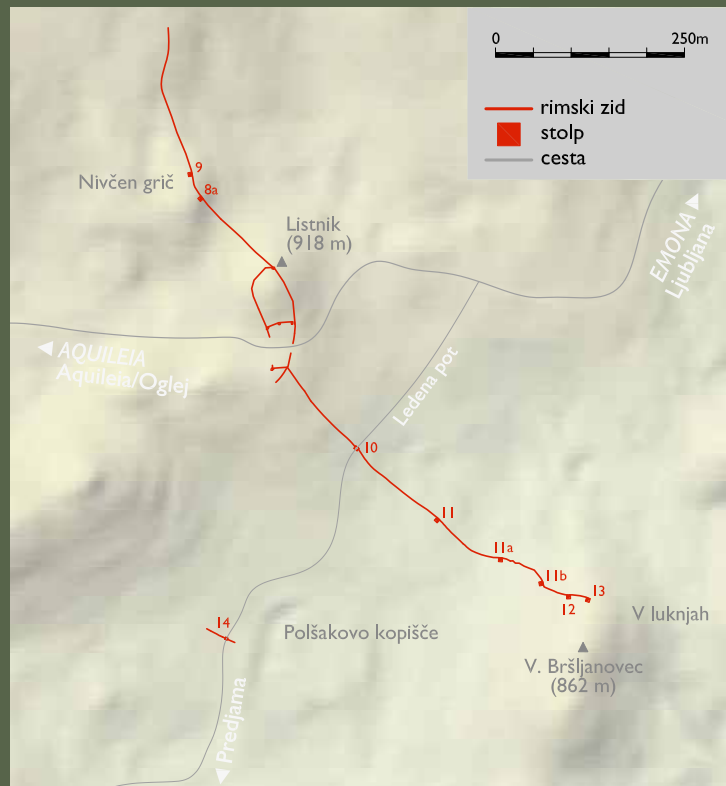 0 250m
rimski zid
stolp
cesta
9
Nivčen grič
8a
Listnik
(918 m)
EMONA
Ljubljana
AQUILEIA
Aquileia/Oglej
Ledena pot
10
11
11a
11b
13
12
V luknjah
14
Polšakovo kopišče
V. Bršljanovec
(862 m)
Predjama